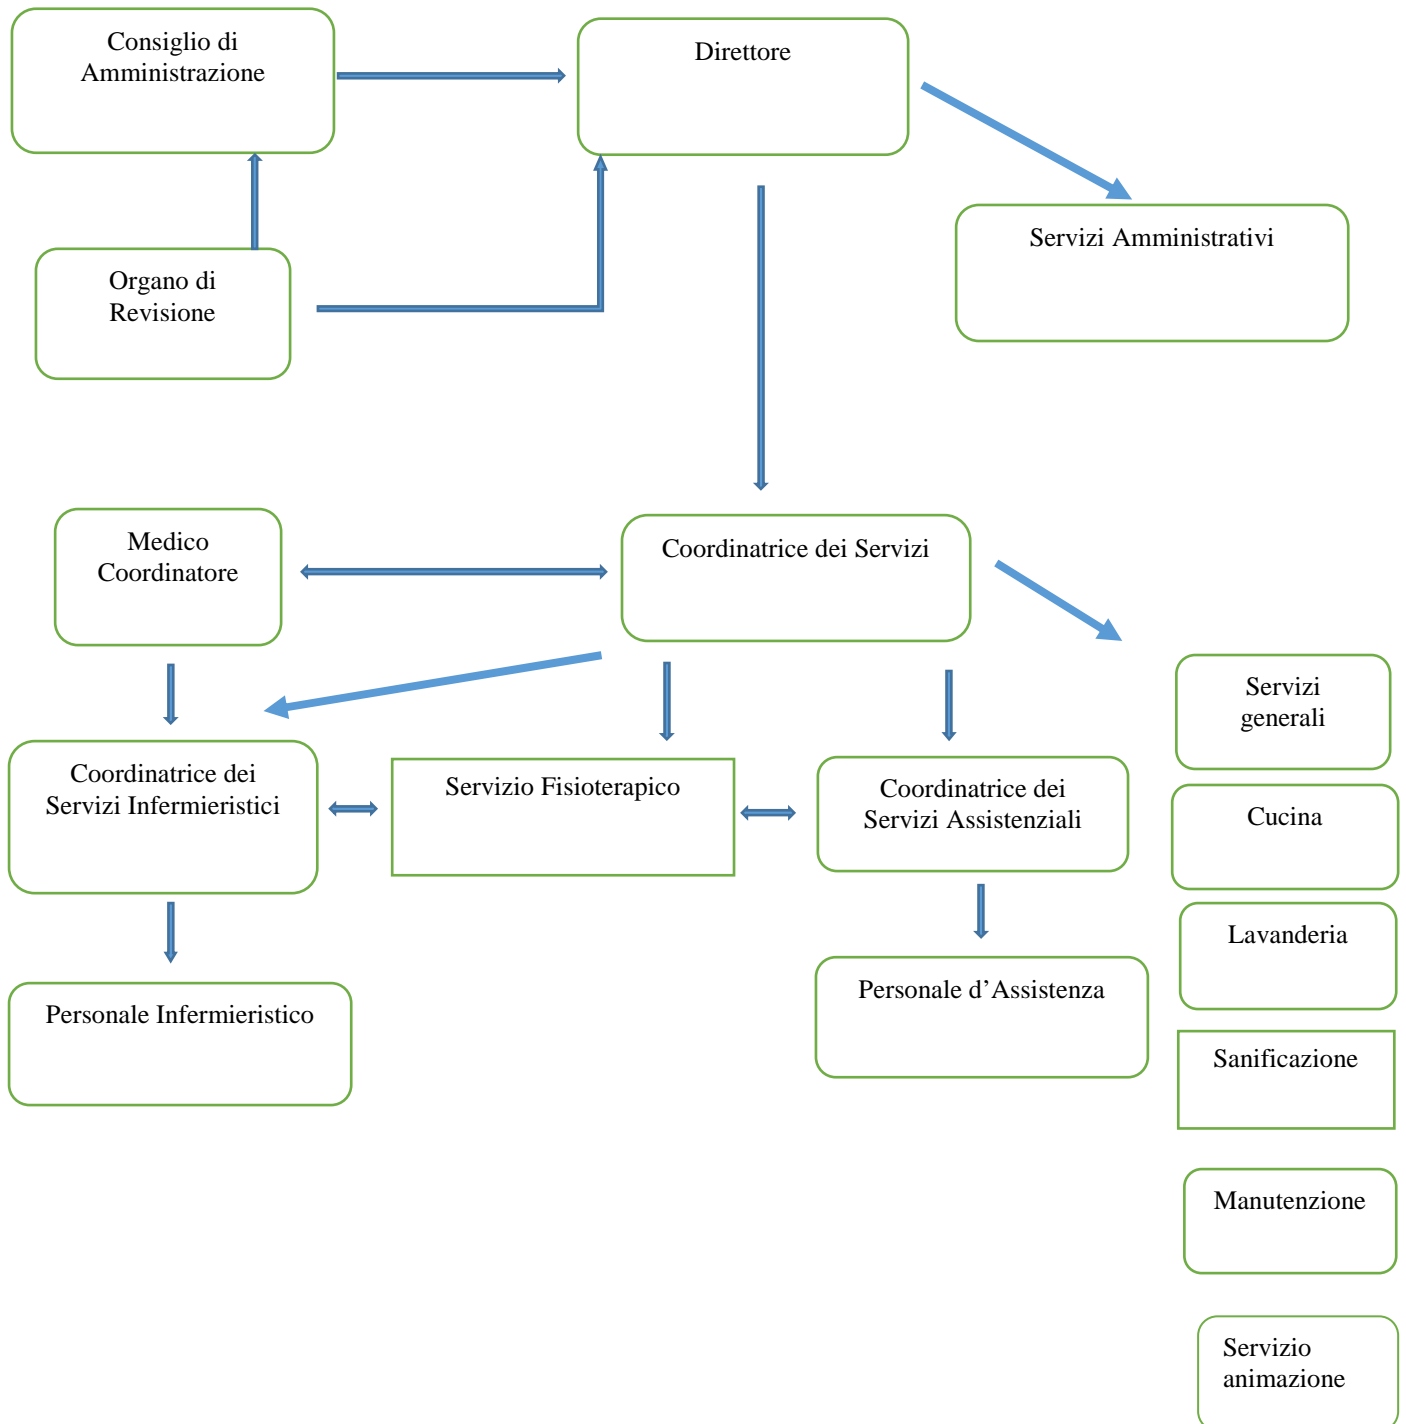 Consiglio di
Amministrazione
Direttore
Servizi Amministrativi
Organo di
Revisione
Medico
Coordinatore
Coordinatrice dei Servizi
Servizi
generali
Coordinatrice dei
Servizi Infermieristici
Servizio Fisioterapico
Coordinatrice dei
Servizi Assistenziali
Cucina
Lavanderia
Personale Infermieristico
Personale d’Assistenza
Sanificazione
Manutenzione
Servizio
animazione